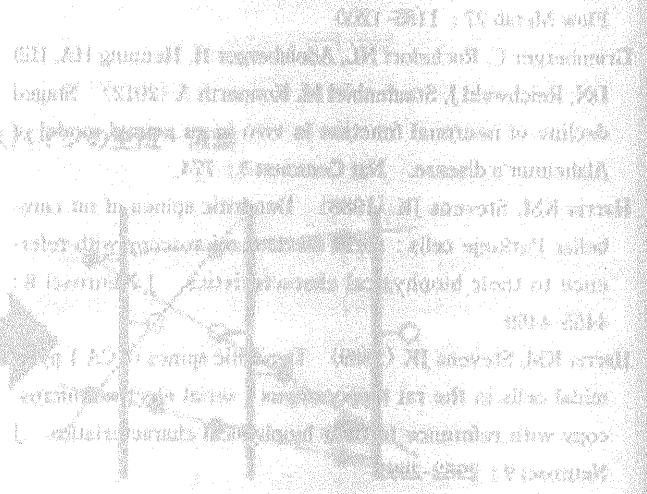 Flow Metab 27 : 1185–1200
Grienberger C, Rochefort NL, Adelsberger H, Henning HA, Hill
DN, Reichwald J, Staufenbiel M, Konnerth A (2012) Staged
decline of neuronal function in vivo in an animal model of
Alzheimer's disease. Nat Commun 3 : 774.
Harris KM, Stevens JK (1988) Dendritic spines of rat cere-
bellar Purkinje cells : serial electron microscopy with refer-
ence to their biophysical characteristics. J Neurosci 8 :
4455–4469
Harris KM, Stevens JK (1989) Dendritic spines of CA 1 pyra-
midal cells in the rat hippocampus : serial electron micros-
copy with reference to their biophysical characteristics. J
Neurosci 9 : 2982–2997